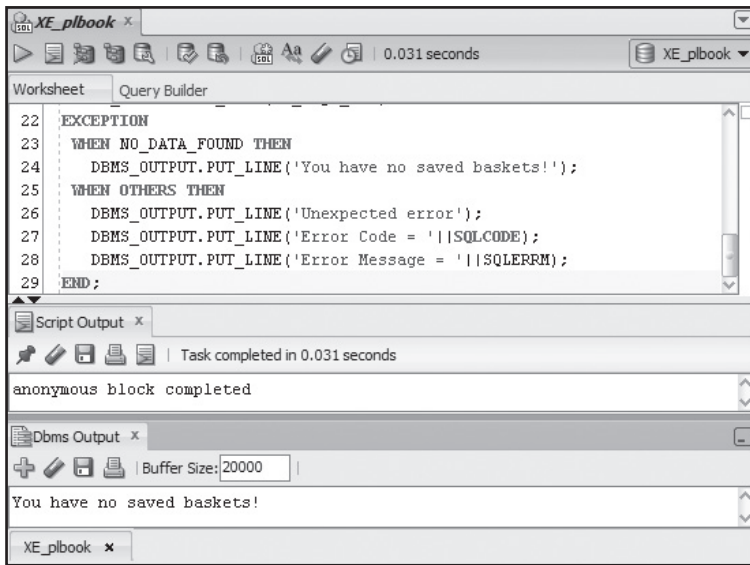 XE_plbook
0.031 seconds
XE_plbook
Worksheet Query Builder
22 EXCEPTION
23 WHEN NO_DATA_FOUND THEN
24 DBMS_OUTPUT.PUT_LINE('You have no saved baskets!');
25 WHEN OTHERS THEN
26 DBMS_OUTPUT.PUT_LINE('Unexpected error');
27 DBMS_OUTPUT.PUT_LINE('Error Code = '||SQLCODE);
28 DBMS_OUTPUT.PUT_LINE('Error Message = '||SQLERRM);
29 END;
Script Output
Task completed in 0.031 seconds
anonymous block completed
Dbms Output
Buffer Size: 20000
You have no saved baskets!
XE_plbook